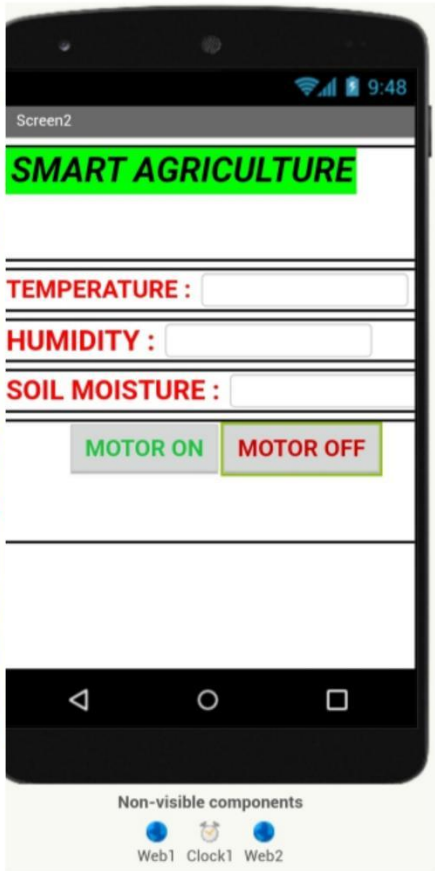 9:48
Screen2
SMART AGRICULTURE
TEMPERATURE :
HUMIDITY :
SOIL MOISTURE :
MOTOR ON MOTOR OFF
Non-visible components
Web1 Clock1 Web2